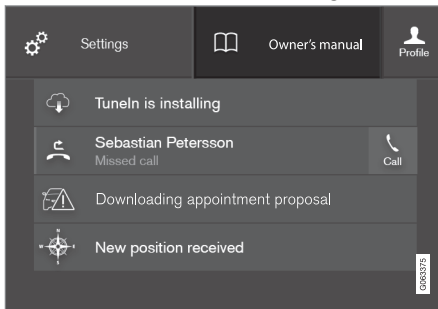 Settings
Owner's manual
Profile
TuneIn is installing
Sebastian Petersson
Missed call
Call
Downloading appointment proposal
N
W
E
S
New position received
G063375